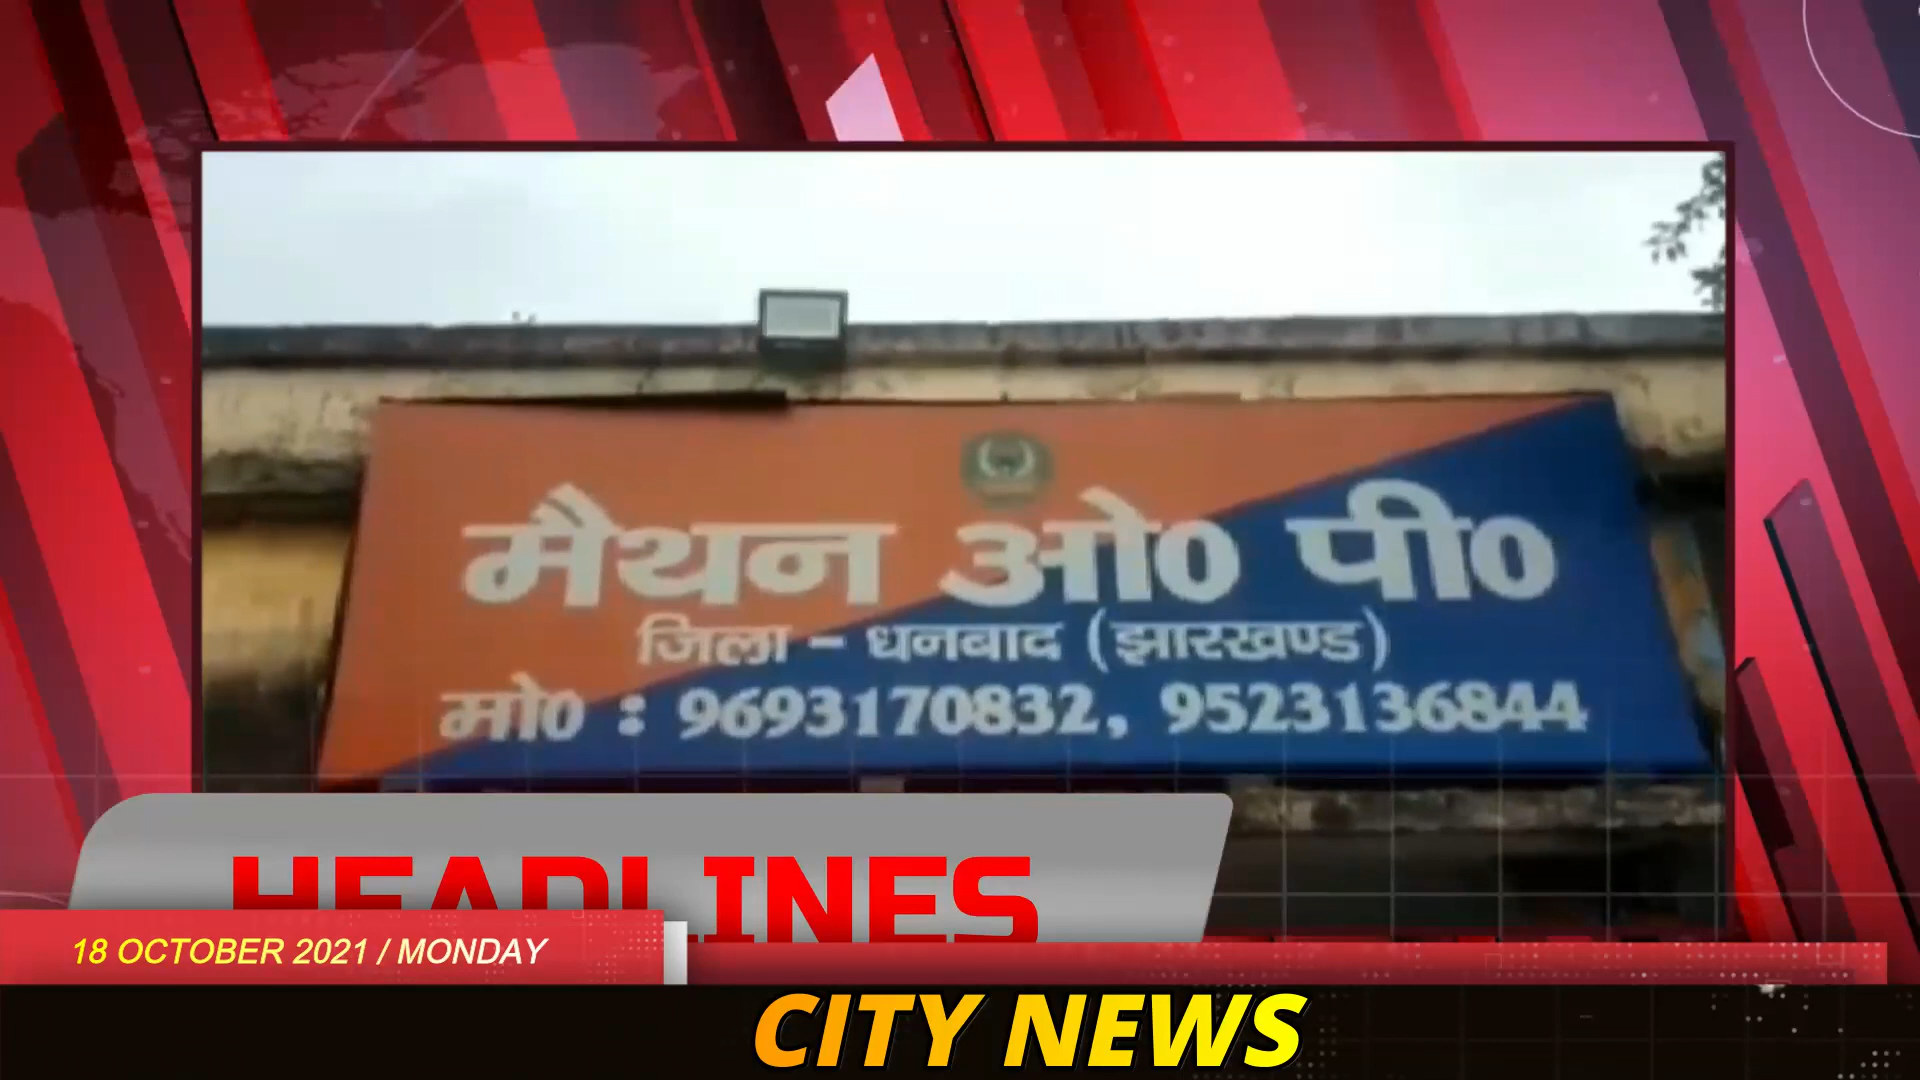 मैथन ओ० पी०
जिला - धनबाद (झारखण्ड)
मो० : 9693170832, 9523136844
HEADLINES
18 OCTOBER 2021 / MONDAY
CITY NEWS